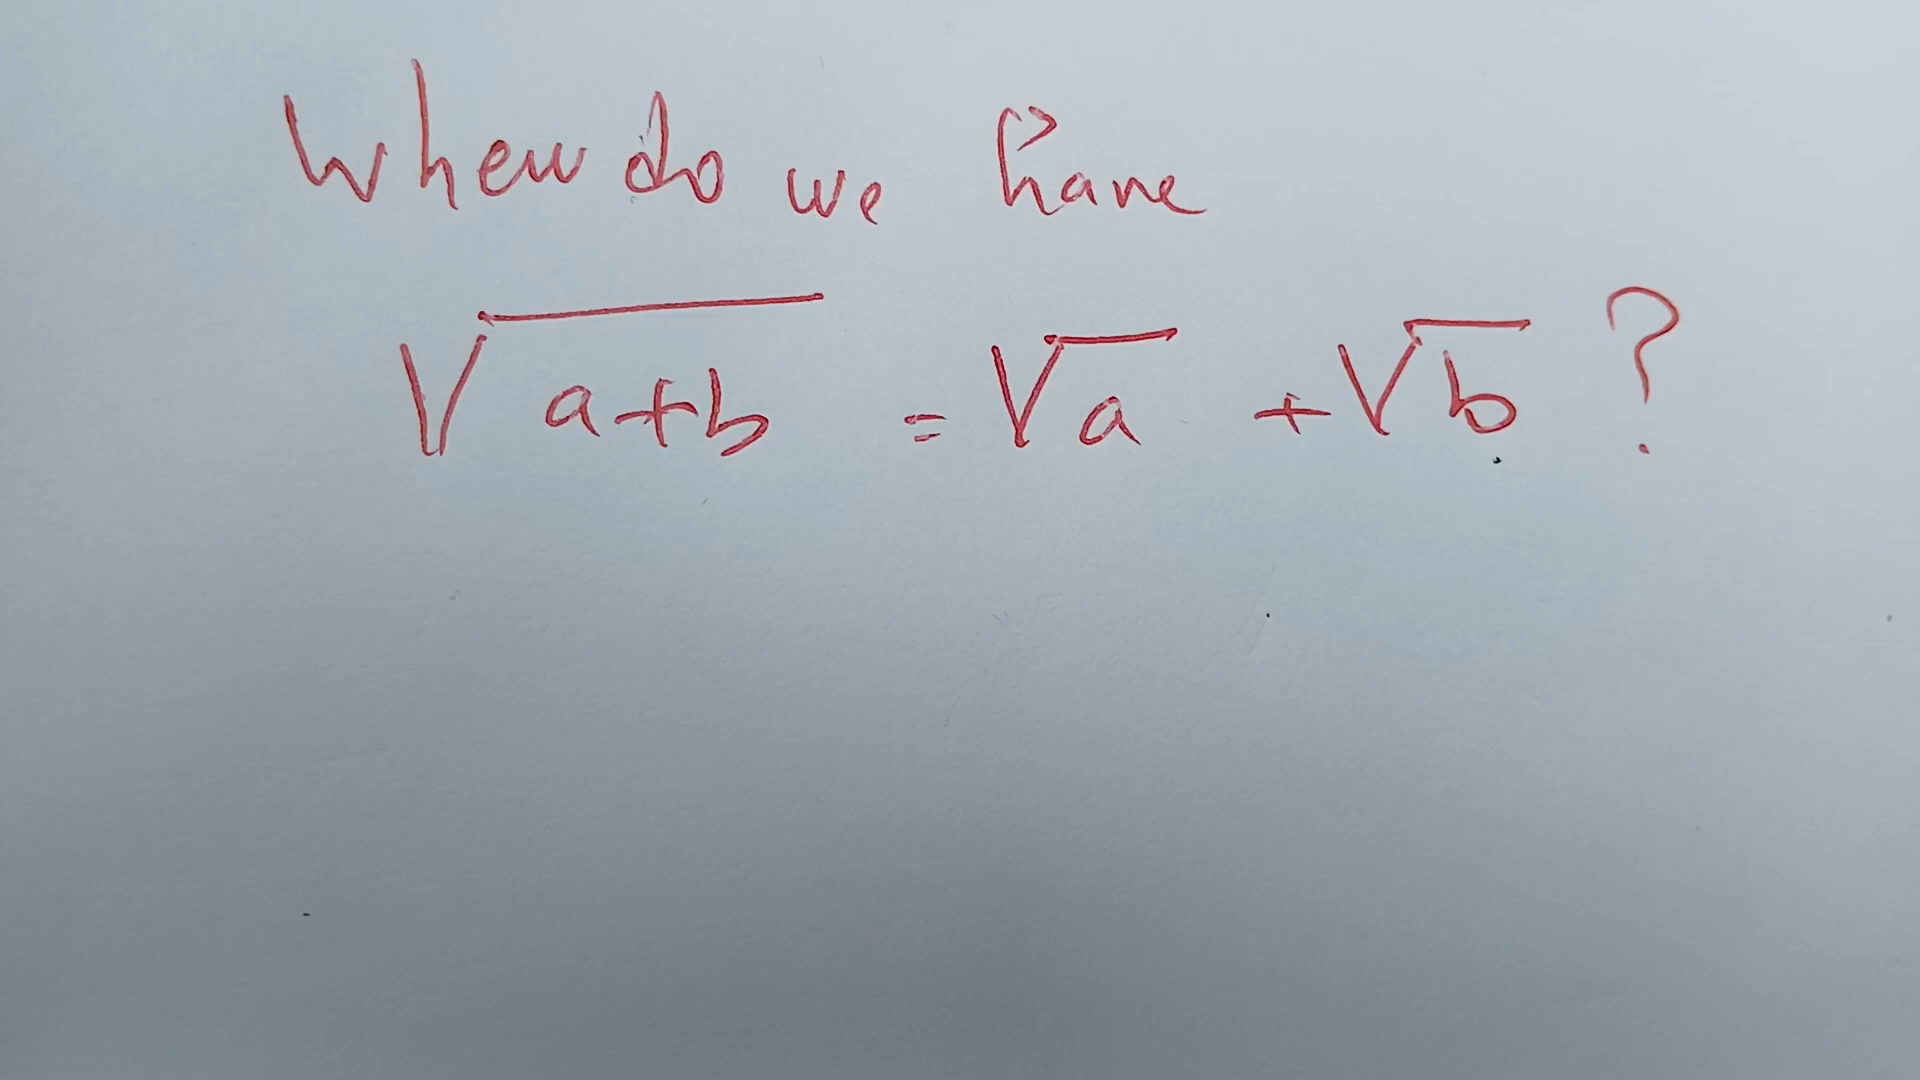 When do we have
√a+b = √a + √b ?